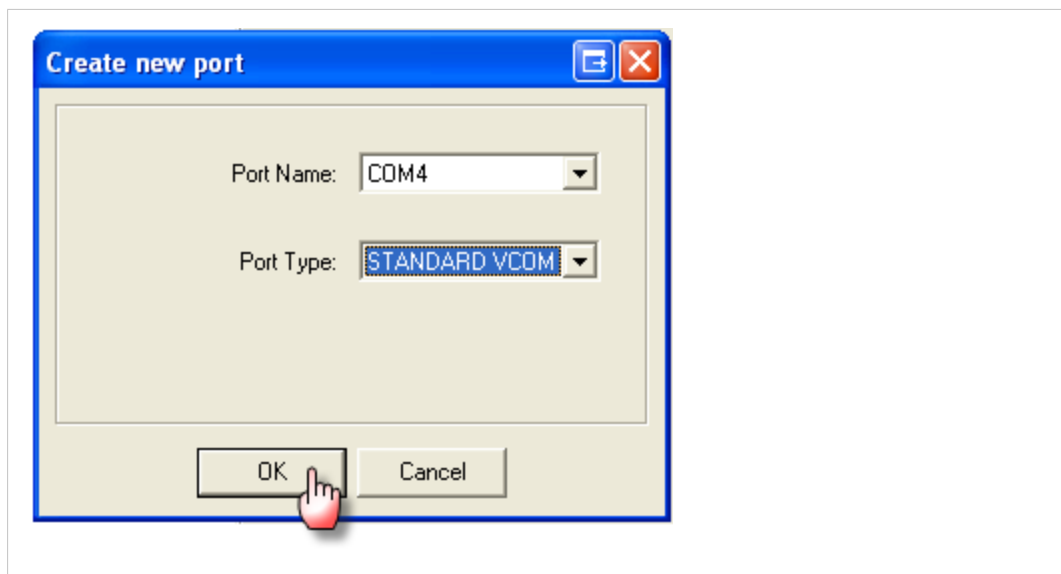 Create new port
Port Name: COM4
Port Type: STANDARD VCOM
OK Cancel